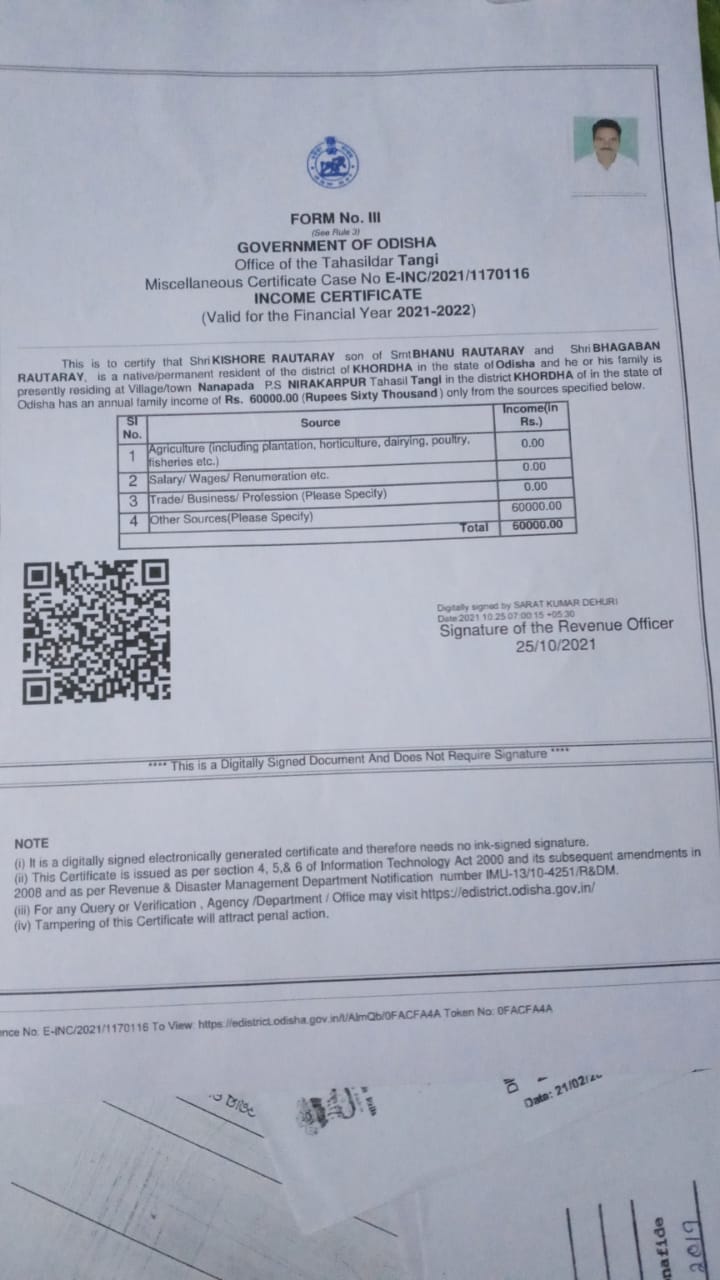 FORM No. III
(See Rule 3)
GOVERNMENT OF ODISHA
Office of the Tahasildar Tangi
Miscellaneous Certificate Case No E-INC/2021/1170116
INCOME CERTIFICATE
(Valid for the Financial Year 2021-2022)
This is to certify that Shri KISHORE RAUTARAY son of Smt BHANU RAUTARAY and Shri BHAGABAN
RAUTARAY, is a native/permanent resident of the district of KHORDHA in the state of Odisha and he or his family is
presently residing at Village/town Nanapada P.S NIRAKARPUR Tahasil Tangi in the district KHORDHA of in the state of
Odisha has an annual family income of Rs. 60000.00 (Rupees Sixty Thousand ) only from the sources specified below.
Sl No. Source Income(in Rs.)
1 Agriculture (including plantation, horticulture, dairying, poultry, fisheries etc.) 0.00
2 Salary/ Wages/ Renumeration etc. 0.00
3 Trade/ Business/ Profession (Please Specify) 0.00
4 Other Sources(Please Specify) 60000.00
Total 60000.00
Digitally signed by SARAT KUMAR DEHURI
Date:2021 10.25 07:00 15 +05:30
Signature of the Revenue Officer
25/10/2021
**** This is a Digitally Signed Document And Does Not Require Signature ****
NOTE
(i) It is a digitally signed electronically generated certificate and therefore needs no ink-signed signature.
(ii) This Certificate is issued as per section 4, 5,& 6 of Information Technology Act 2000 and its subsequent amendments in
2008 and as per Revenue & Disaster Management Department Notification number IMU-13/10-4251/R&DM.
(iii) For any Query or Verification , Agency /Department / Office may visit https://edistrict.odisha.gov.in/
(iv) Tampering of this Certificate will attract penal action.
ence No: E-INC/2021/1170116 To View: https://edistrict.odisha.gov.in/t/AlmQb/0FACFA4A Token No: 0FACFA4A
Date: 21/02/2
nafide
2019